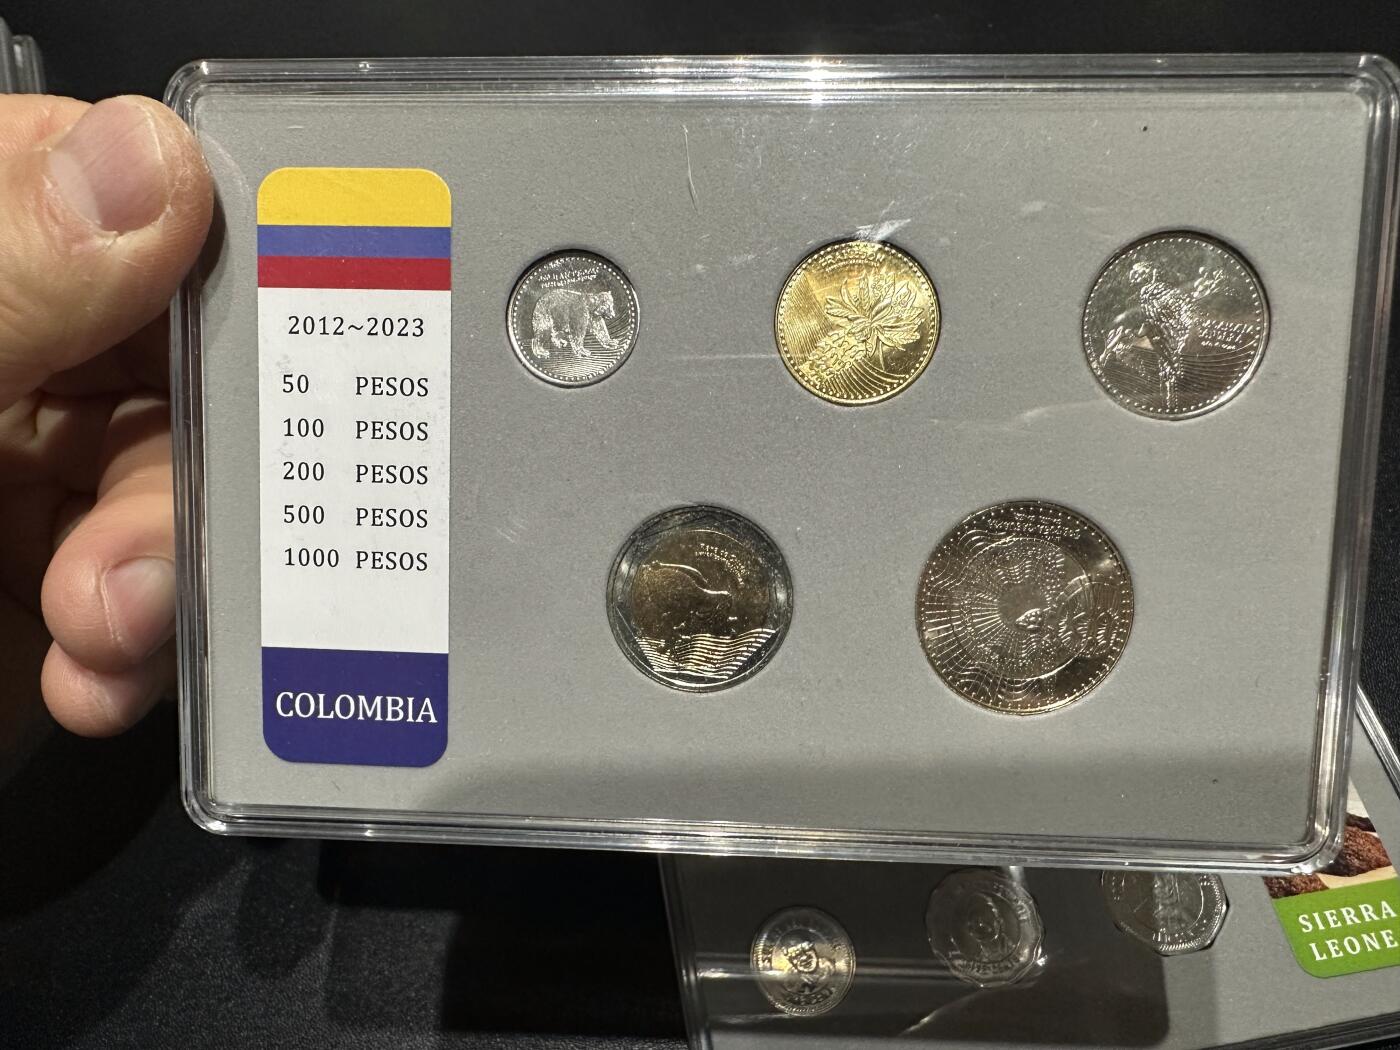 2012~2023
50 PESOS
100 PESOS
200 PESOS
500 PESOS
1000 PESOS
COLOMBIA
SIERRA
LEONE